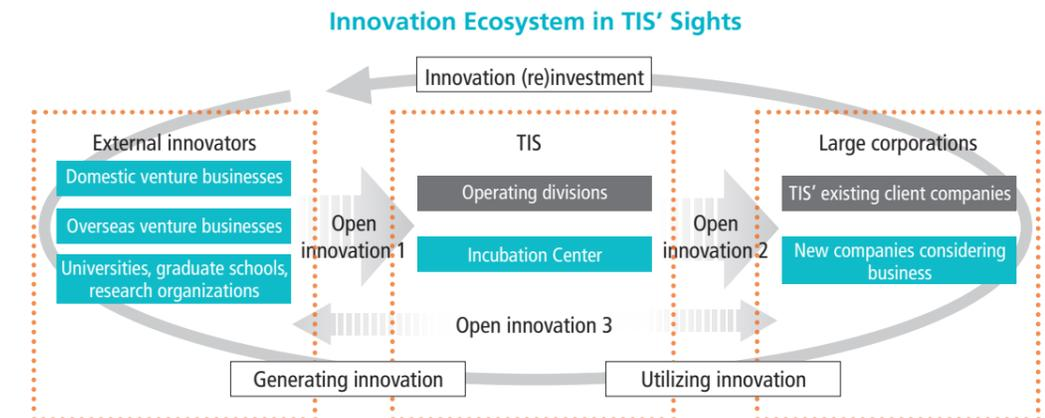 Innovation Ecosystem in TIS’ Sights
Innovation (re)investment
External innovators
Domestic venture businesses
Overseas venture businesses
Universities, graduate schools,
research organizations
Open
innovation 1
TIS
Operating divisions
Incubation Center
Open
innovation 2
Large corporations
TIS’ existing client companies
New companies considering
business
Open innovation 3
Generating innovation
Utilizing innovation